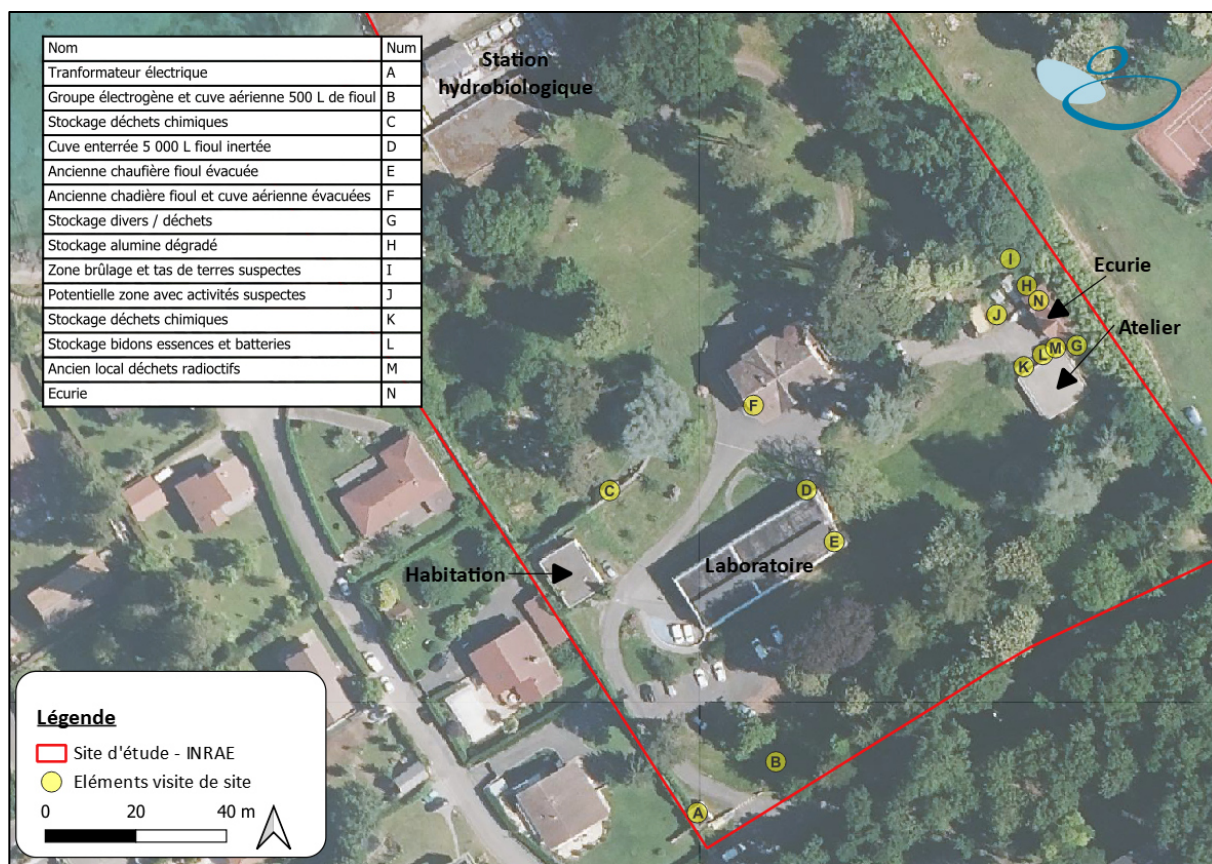 Nom Num
Tranformateur électrique A
Groupe électrogène et cuve aérienne 500 L de fioul B
Stockage déchets chimiques C
Cuve enterrée 5 000 L fioul inertée D
Ancienne chaufière fioul évacuée E
Ancienne chadière fioul et cuve aérienne évacuées F
Stockage divers / déchets G
Stockage alumine dégradé H
Zone brûlage et tas de terres suspectes I
Potentielle zone avec activités suspectes J
Stockage déchets chimiques K
Stockage bidons essences et batteries L
Ancien local déchets radioctifs M
Ecurie N
Station
hydrobiologique
I
Ecurie
H
N
J
Atelier
G
M
L
K
F
C
D
E
Laboratoire
Habitation
B
A
Légende
Site d'étude - INRAE
Eléments visite de site
0 20 40 m